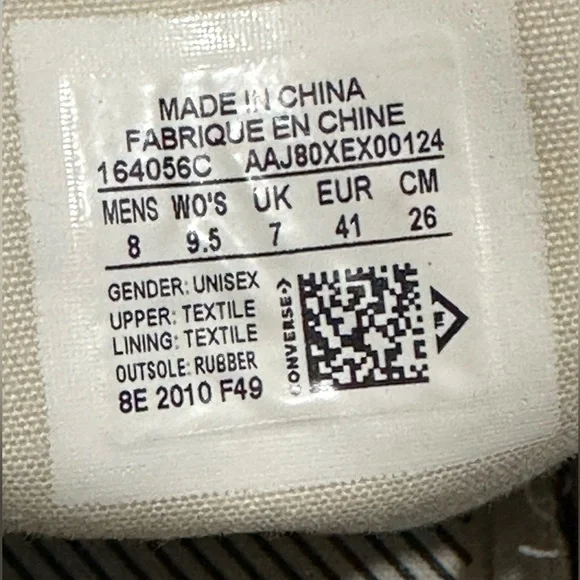 MADE IN CHINA
FABRIQUE EN CHINE
164056C AAJ80XEX00124
MENS WO'S UK EUR CM
8 9.5 7 41 26
GENDER: UNISEX
UPPER: TEXTILE
LINING: TEXTILE
OUTSOLE: RUBBER
8E 2010 F49
CONVERSE
F